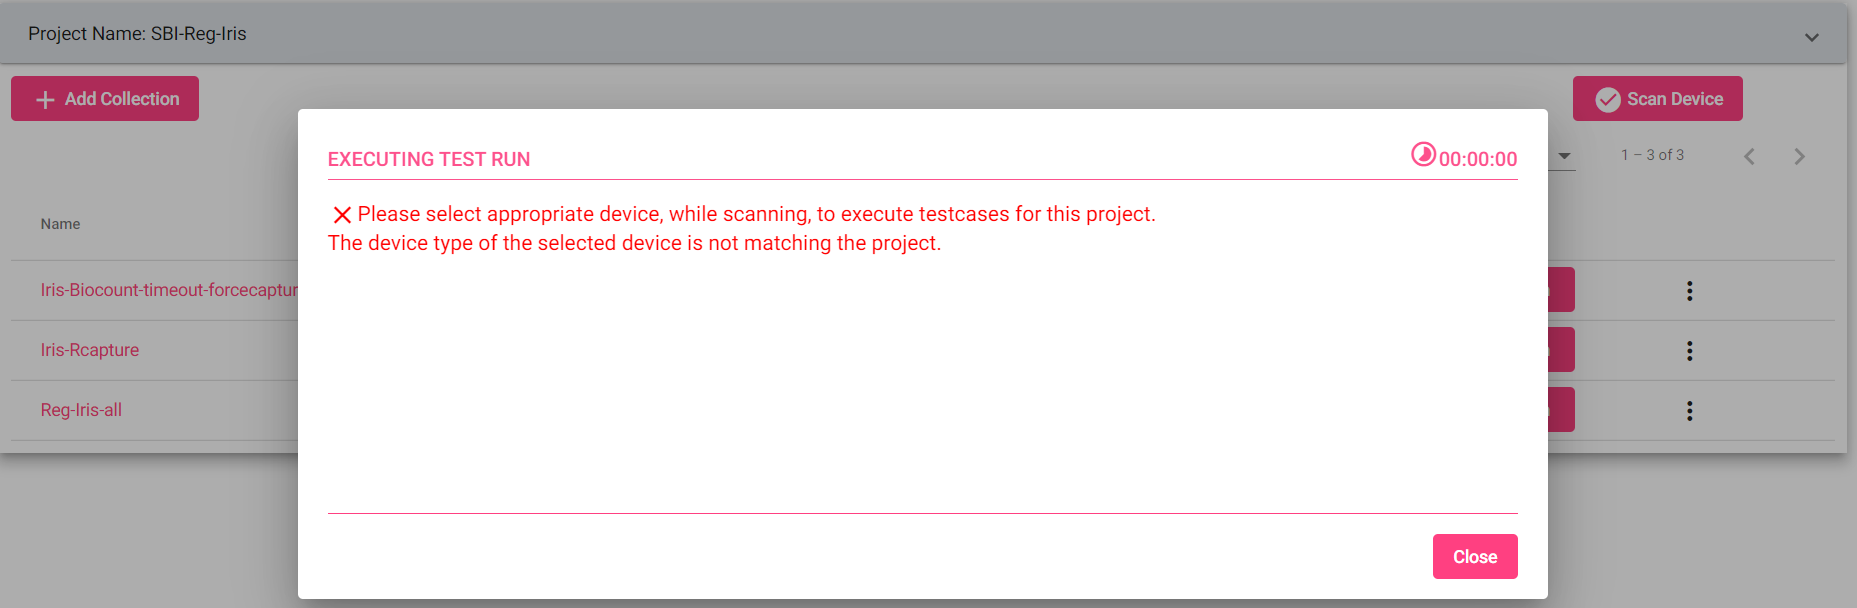 Project Name: SBI-Reg-Iris
Add Collection
Scan Device
1 – 3 of 3
EXECUTING TEST RUN
00:00:00
Please select appropriate device, while scanning, to execute testcases for this project.
The device type of the selected device is not matching the project.
Name
Iris-Biocount-timeout-forcecaptur
Iris-Rcapture
Reg-Iris-all
Close